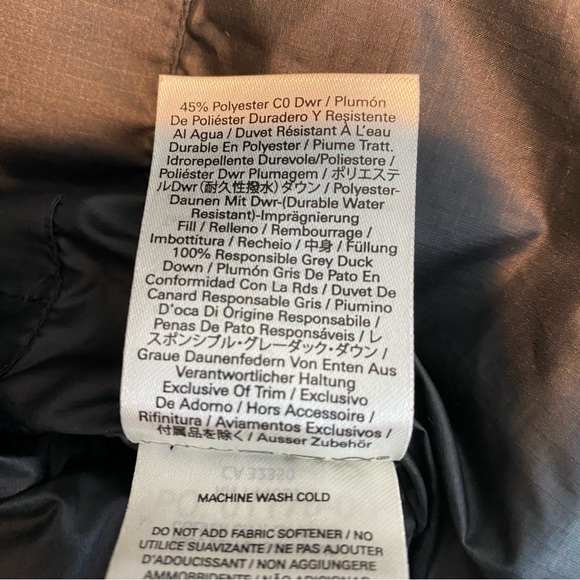 45% Polyester C0 Dwr / Plumón
De Poliéster Duradero Y Resistente
Al Agua / Duvet Résistant À L'eau
Durable En Polyester / Piume Tratt.
Idrorepellente Durevole/Poliestere /
Poliéster Dwr Plumagem / ポリエステ
ルDwr(耐久性撥水)ダウン / Polyester-
Daunen Mit Dwr-(Durable Water
Resistant)-Imprägnierung
Fill / Relleno / Rembourrage /
Imbottitura / Recheio / 中身 / Füllung
100% Responsible Grey Duck
Down / Plumón Gris De Pato En
Conformidad Con La Rds / Duvet De
Canard Responsable Gris / Piumino
D'oca Di Origine Responsabile /
Penas De Pato Responsáveis / レ
スポンシブル・グレーダック・ダウン /
Graue Daunenfedern Von Enten Aus
Verantwortlicher Haltung
Exclusive Of Trim / Exclusivo
De Adorno / Hors Accessoire /
Rifinitura / Aviamentos Exclusivos /
付属品を除く / Ausser Zubehör
MACHINE WASH COLD
DO NOT ADD FABRIC SOFTENER / NO
UTILICE SUAVIZANTE / NE PAS AJOUTER
D'ADOUCISSANT / NON AGGIUNGERE
AMMORBIDENTE / NÃO ADICIONAR